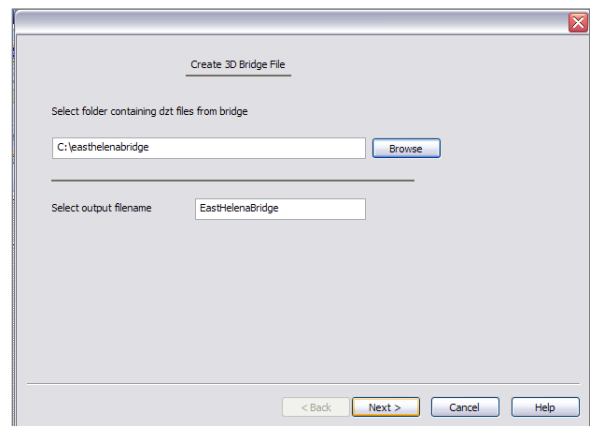 Create 3D Bridge File
Select folder containing dzt files from bridge
C:\easthelenabridge
Browse
Select output filename
EastHelenaBridge
< Back
Next >
Cancel
Help